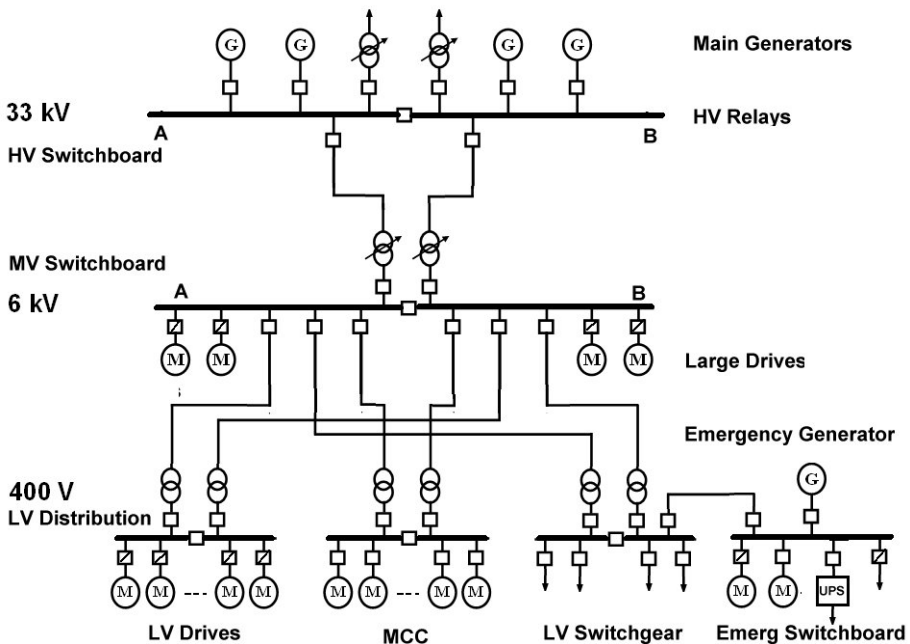 G G G G Main Generators
33 kV
A B HV Relays
HV Switchboard
MV Switchboard
6 kV A B
M M M M Large Drives
Emergency Generator
G
400 V
LV Distribution
M M --- M M M M --- M M M M UPS
LV Drives MCC LV Switchgear Emerg Switchboard